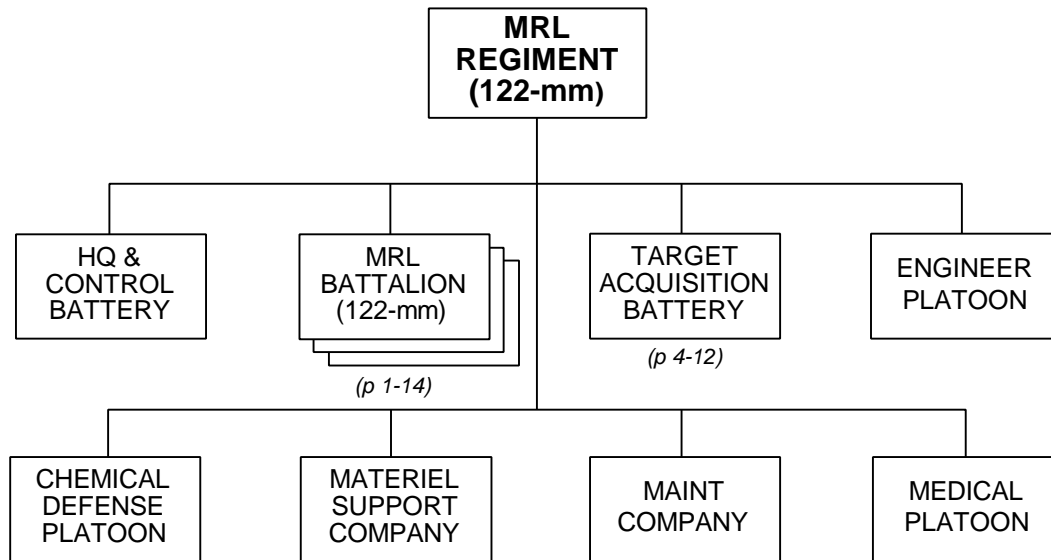 MRL
REGIMENT
(122-mm)
HQ &
CONTROL
BATTERY
MRL
BATTALION
(122-mm)
(p 1-14)
TARGET
ACQUISITION
BATTERY
(p 4-12)
ENGINEER
PLATOON
CHEMICAL
DEFENSE
PLATOON
MATERIEL
SUPPORT
COMPANY
MAINT
COMPANY
MEDICAL
PLATOON